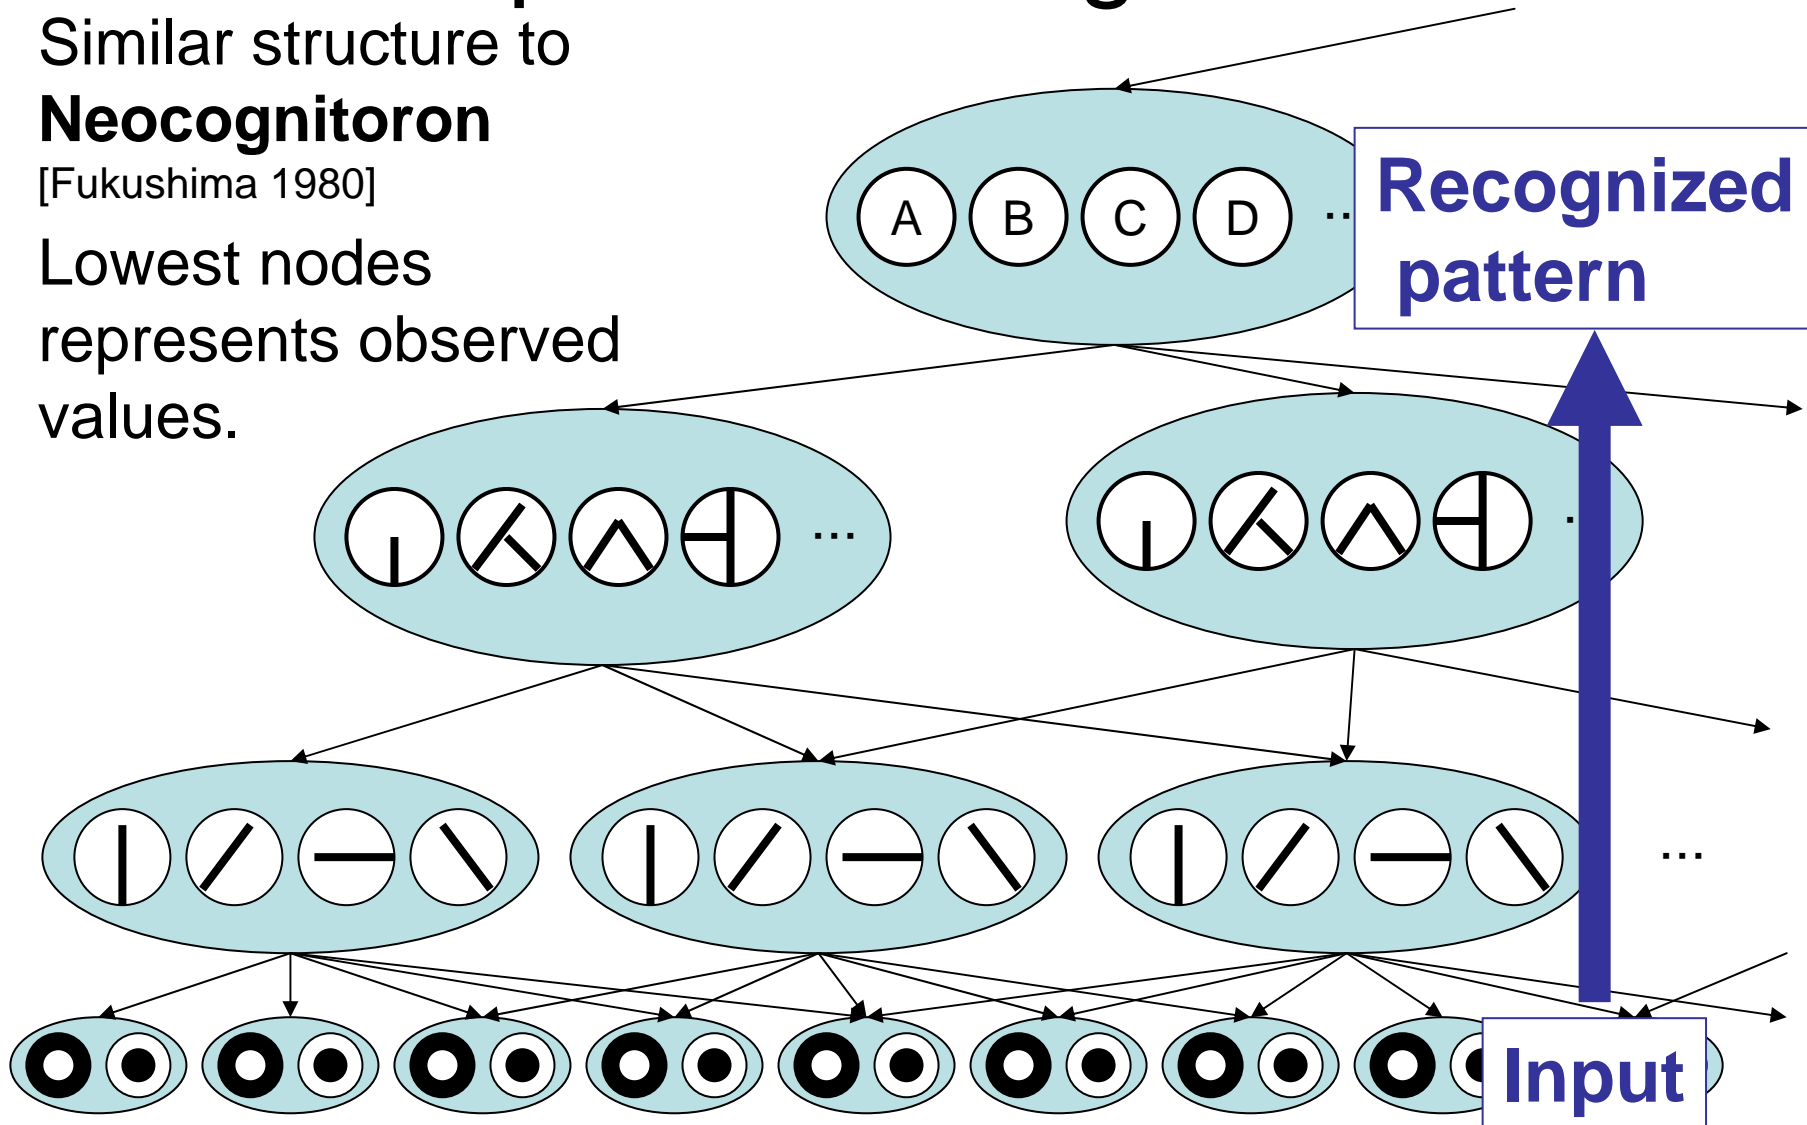 Similar structure to
Neocognitoron
[Fukushima 1980]
Lowest nodes
represents observed
values.
A B C D ...
Recognized
pattern
...
...
...
Input